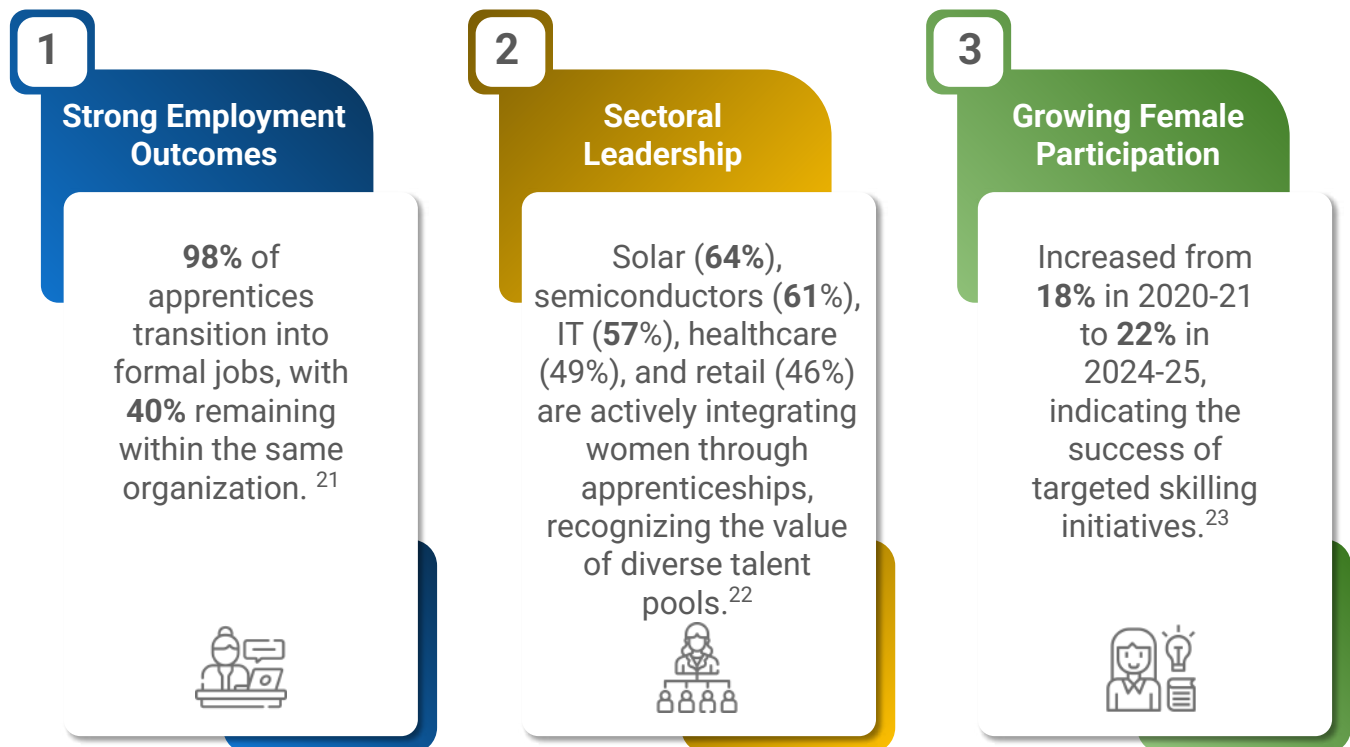 1
Strong Employment
Outcomes
98% of
apprentices
transition into
formal jobs, with
40% remaining
within the same
organization. 21
2
Sectoral
Leadership
Solar (64%),
semiconductors (61%),
IT (57%), healthcare
(49%), and retail (46%)
are actively integrating
women through
apprenticeships,
recognizing the value
of diverse talent
pools.22
3
Growing Female
Participation
Increased from
18% in 2020-21
to 22% in
2024-25,
indicating the
success of
targeted skilling
initiatives.23